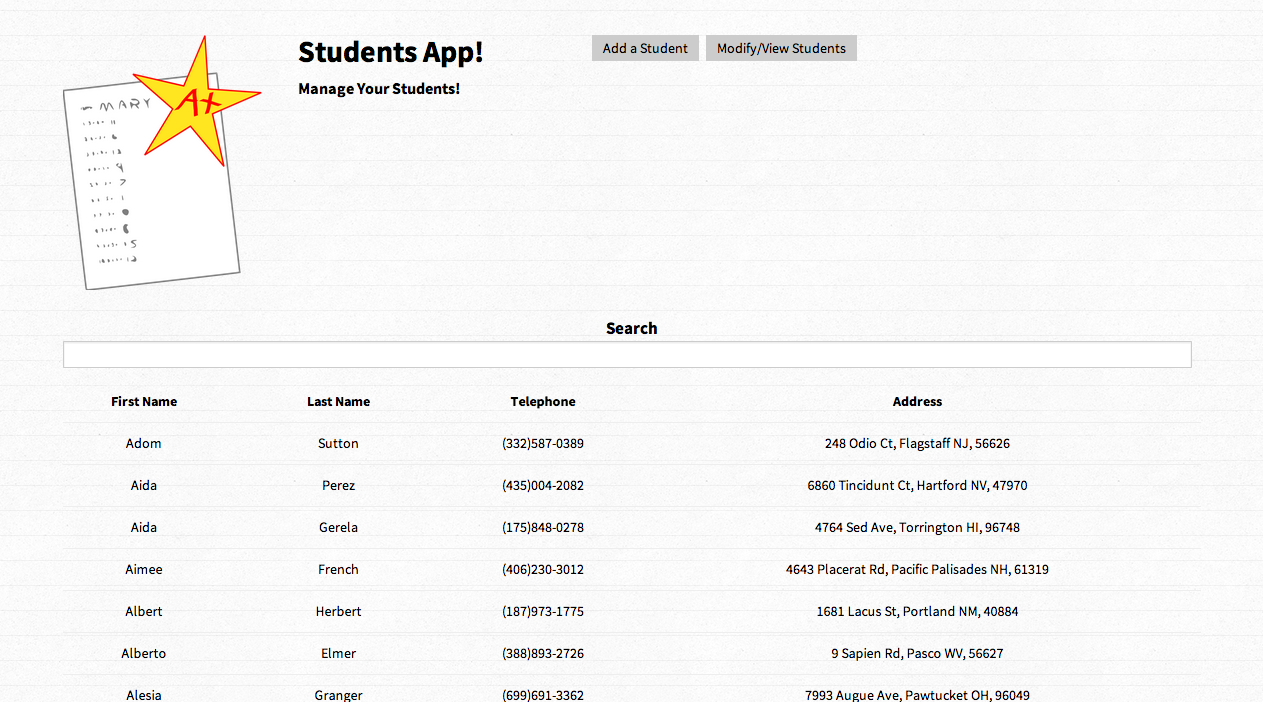 Students App!
Add a Student
Modify/View Students
Manage Your Students!
MARY
A+
Search
First Name Last Name Telephone Address
Adom Sutton (332)587-0389 248 Odio Ct, Flagstaff NJ, 56626
Aida Perez (435)004-2082 6860 Tincidunt Ct, Hartford NV, 47970
Aida Gerela (175)848-0278 4764 Sed Ave, Torrington HI, 96748
Aimee French (406)230-3012 4643 Placerat Rd, Pacific Palisades NH, 61319
Albert Herbert (187)973-1775 1681 Lacus St, Portland NM, 40884
Alberto Elmer (388)893-2726 9 Sapien Rd, Pasco WV, 56627
Alesia Granger (699)691-3362 7993 Augue Ave, Pawtucket OH, 96049